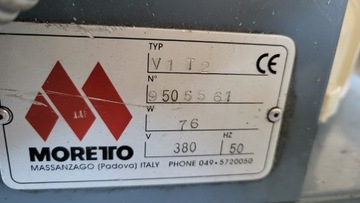 TYP
V1T2
CE
N°
9505561
W
76
V
HZ
380
50
MORETTO
MASSANZAGO (Padova) ITALY PHONE 049-5720050